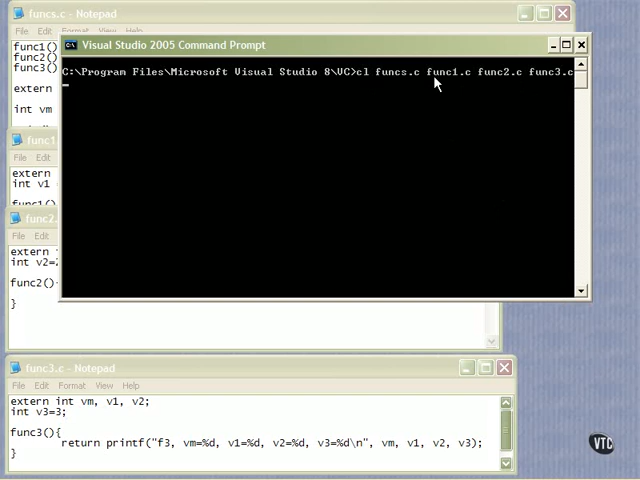 funcs.c - Notepad
File Edit Format View Help
func1()
func2()
func3()
extern
int vm
Visual Studio 2005 Command Prompt
C:\Program Files\Microsoft Visual Studio 8\VC>cl funcs.c func1.c func2.c func3.c
func1
File Edit
extern
int v1
func1()
func2.
File Edit
extern
int v2=2
func2()
}
func3.c - Notepad
File Edit Format View Help
extern int vm, v1, v2;
int v3=3;
func3(){
return printf("f3, vm=%d, v1=%d, v2=%d, v3=%d\n", vm, v1, v2, v3);
}
VTC